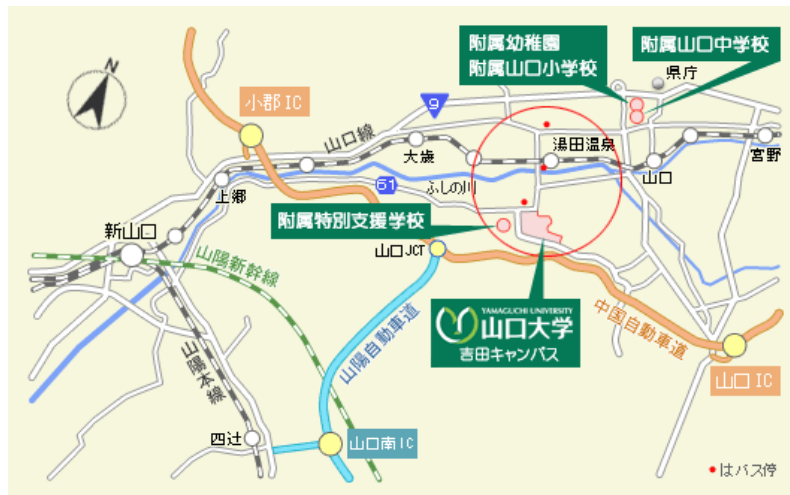 附属幼稚園
附属山口小学校
附属山口中学校
N
県庁
小郡IC
9
山口線
大歳
湯田温泉
山口
宮野
上郷
61
ふしの川
附属特別支援学校
新山口
山陽新幹線
山口JCT
YAMAGUCHI UNIVERSITY
山口大学
吉田キャンパス
中国自動車道
山陽自動車道
山陽本線
山口IC
四辻
山口南IC
はバス停